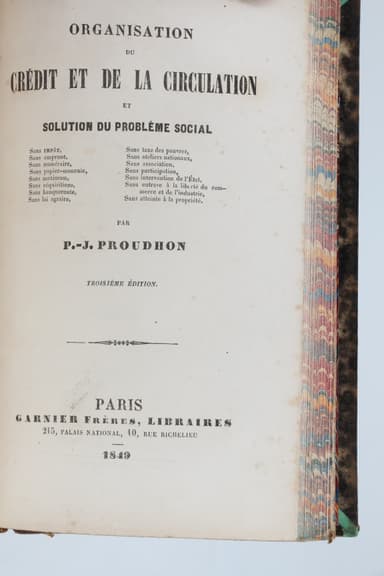 ORGANISATION
DU
CRÉDIT ET DE LA CIRCULATION
ET
SOLUTION DU PROBLÈME SOCIAL
Sans IMPÔT,
Sans emprunt,
Sans numéraire,
Sans papier-monnaie,
Sans maximum,
Sans réquisitions,
Sans banqueroute,
Sans loi agraire,
Sans taxe des pauvres,
Sans ateliers nationaux,
Sans association,
Sans participation,
Sans intervention de l'État,
Sans entrave à la liberté du com-
merce et de l'industrie,
Sans atteinte à la propriété.
PAR
P.-J. PROUDHON
TROISIÈME ÉDITION.
PARIS
GARNIER FRÈRES, LIBRAIRES
215, PALAIS NATIONAL, 10, RUE RICHELIEU
1849